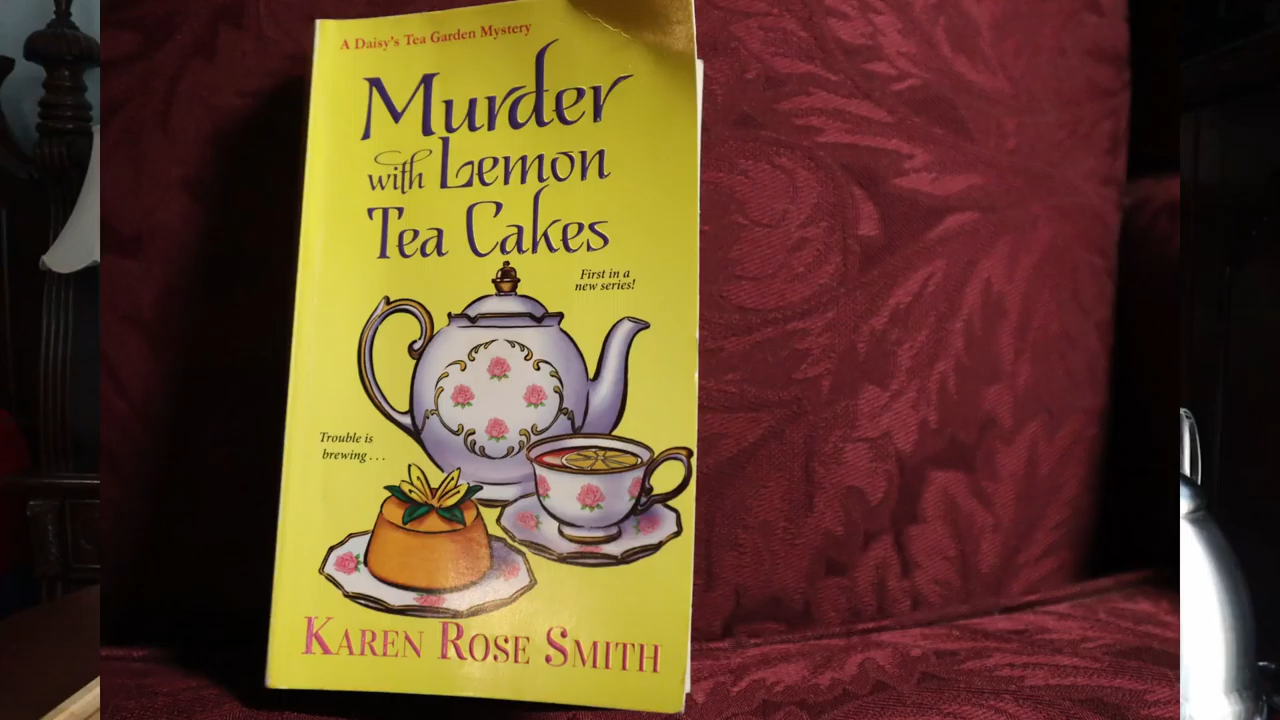 A Daisy's Tea Garden Mystery
Murder
with Lemon
Tea Cakes
First in a
new series!
Trouble is
brewing . . .
KAREN ROSE SMITH